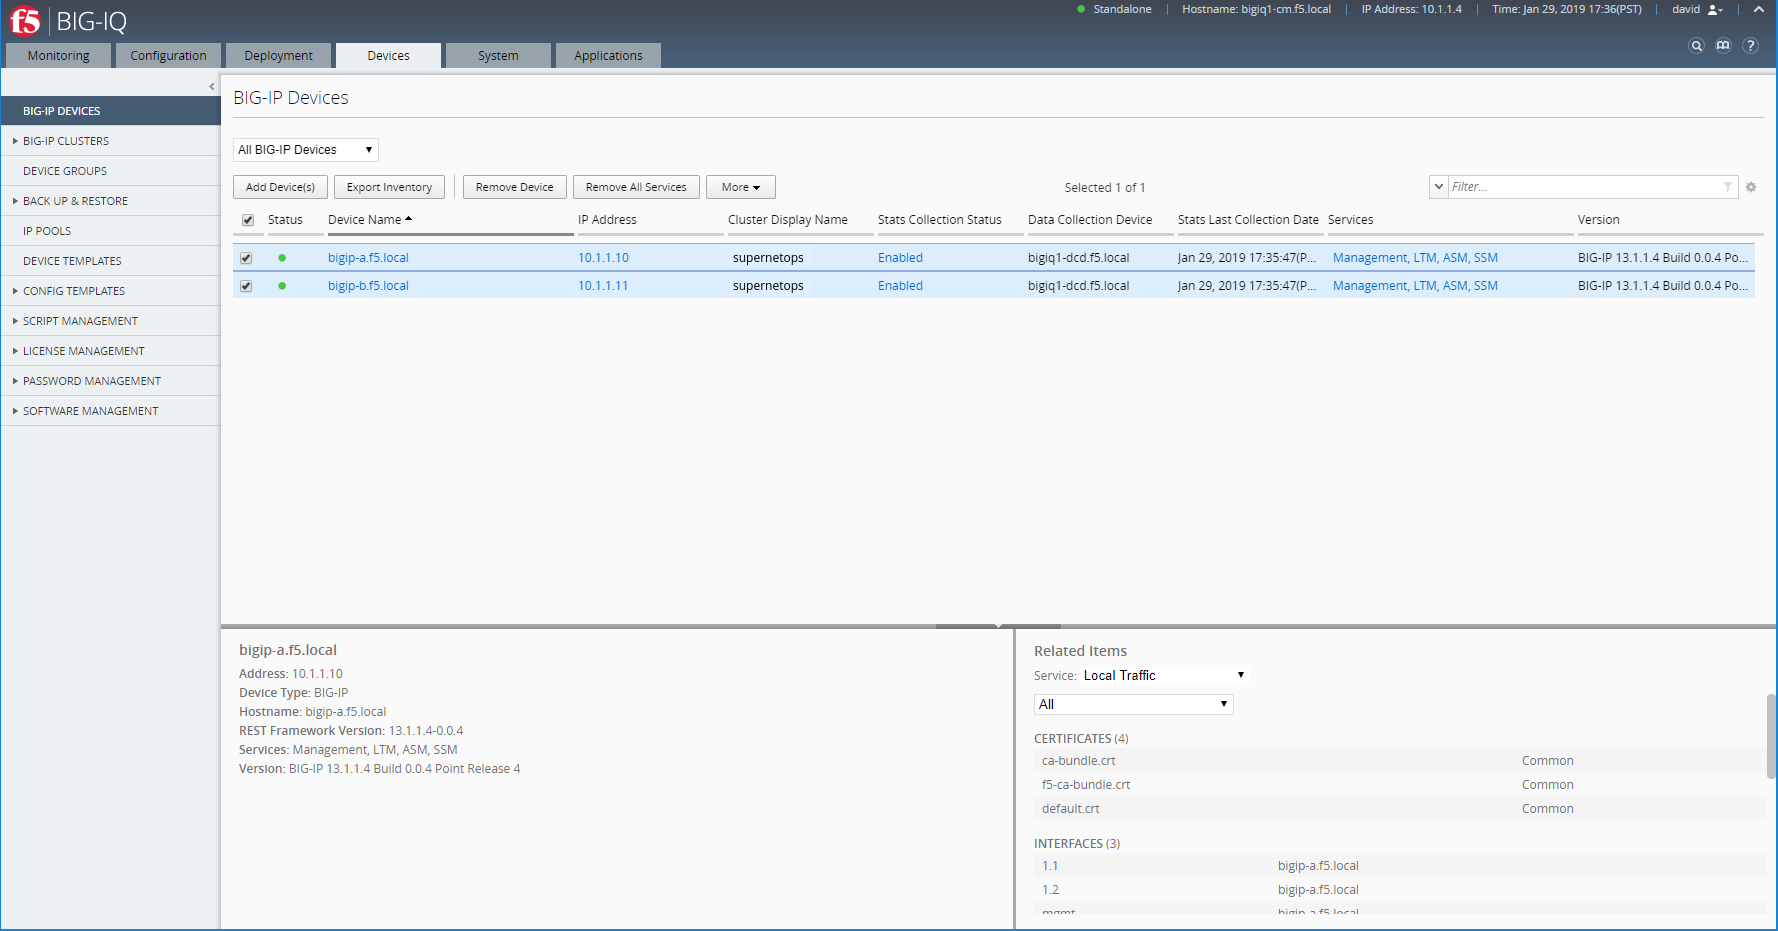 f5 BIG-IQ
Standalone
Hostname: bigiq1-cm.f5.local
IP Address: 10.1.1.4
Time: Jan 29, 2019 17:36(PST)
david
Monitoring
Configuration
Deployment
Devices
System
Applications
BIG-IP DEVICES
BIG-IP CLUSTERS
DEVICE GROUPS
BACK UP & RESTORE
IP POOLS
DEVICE TEMPLATES
CONFIG TEMPLATES
SCRIPT MANAGEMENT
LICENSE MANAGEMENT
PASSWORD MANAGEMENT
SOFTWARE MANAGEMENT
BIG-IP Devices
All BIG-IP Devices
Add Device(s) Export Inventory Remove Device Remove All Services More Selected 1 of 1 Filter...
Status Device Name IP Address Cluster Display Name Stats Collection Status Data Collection Device Stats Last Collection Date Services Version
bigip-a.f5.local 10.1.1.10 supernetops Enabled bigiq1-dcd.f5.local Jan 29, 2019 17:35:47(P... Management, LTM, ASM, SSM BIG-IP 13.1.1.4 Build 0.0.4 Po...
bigip-b.f5.local 10.1.1.11 supernetops Enabled bigiq1-dcd.f5.local Jan 29, 2019 17:35:47(P... Management, LTM, ASM, SSM BIG-IP 13.1.1.4 Build 0.0.4 Po...
bigip-a.f5.local
Address: 10.1.1.10
Device Type: BIG-IP
Hostname: bigip-a.f5.local
REST Framework Version: 13.1.1.4-0.0.4
Services: Management, LTM, ASM, SSM
Version: BIG-IP 13.1.1.4 Build 0.0.4 Point Release 4
Related Items
Service: Local Traffic
All
CERTIFICATES (4)
ca-bundle.crt Common
f5-ca-bundle.crt Common
default.crt Common
INTERFACES (3)
1.1 bigip-a.f5.local
1.2 bigip-a.f5.local
mgmt bigip-a.f5.local